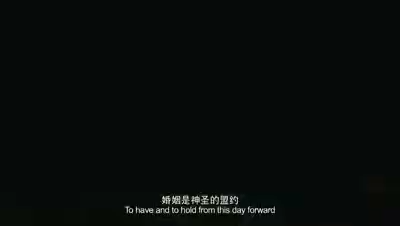 婚姻是神圣的盟约
To have and to hold from this day forward